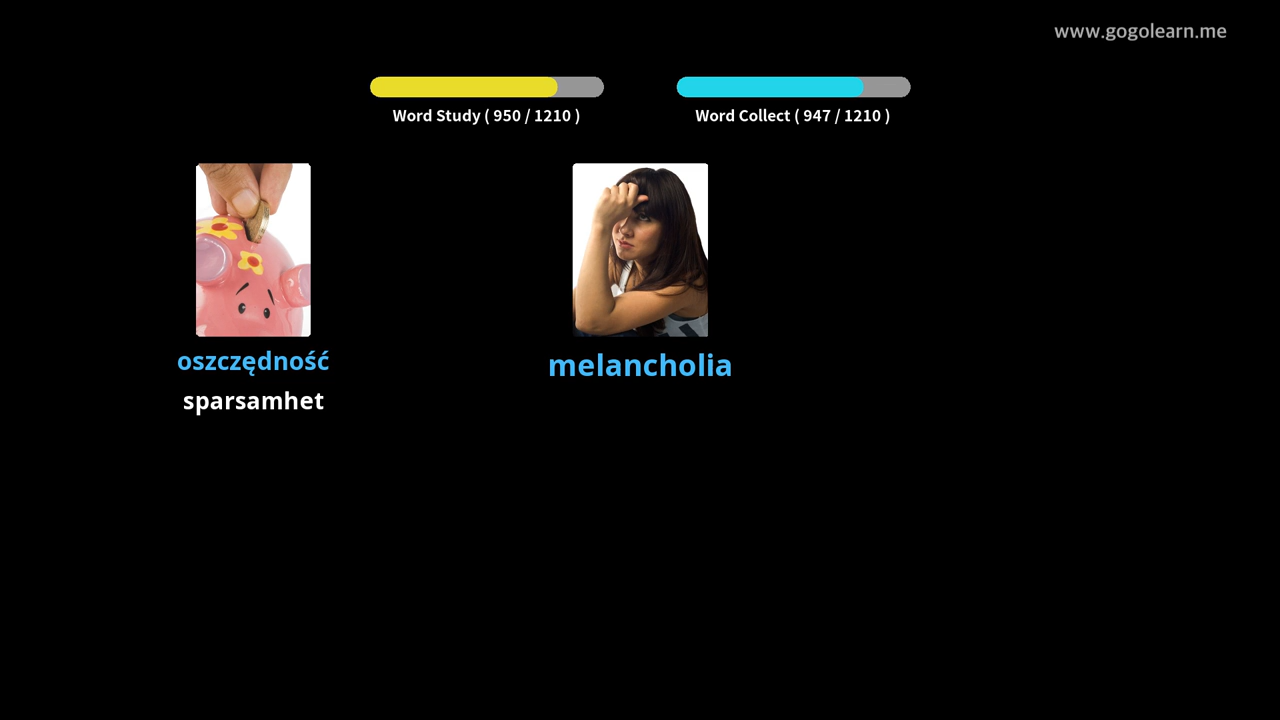 www.gogolearn.me
Word Study ( 950 / 1210 )
Word Collect ( 947 / 1210 )
oszczędność
sparsamhet
melancholia